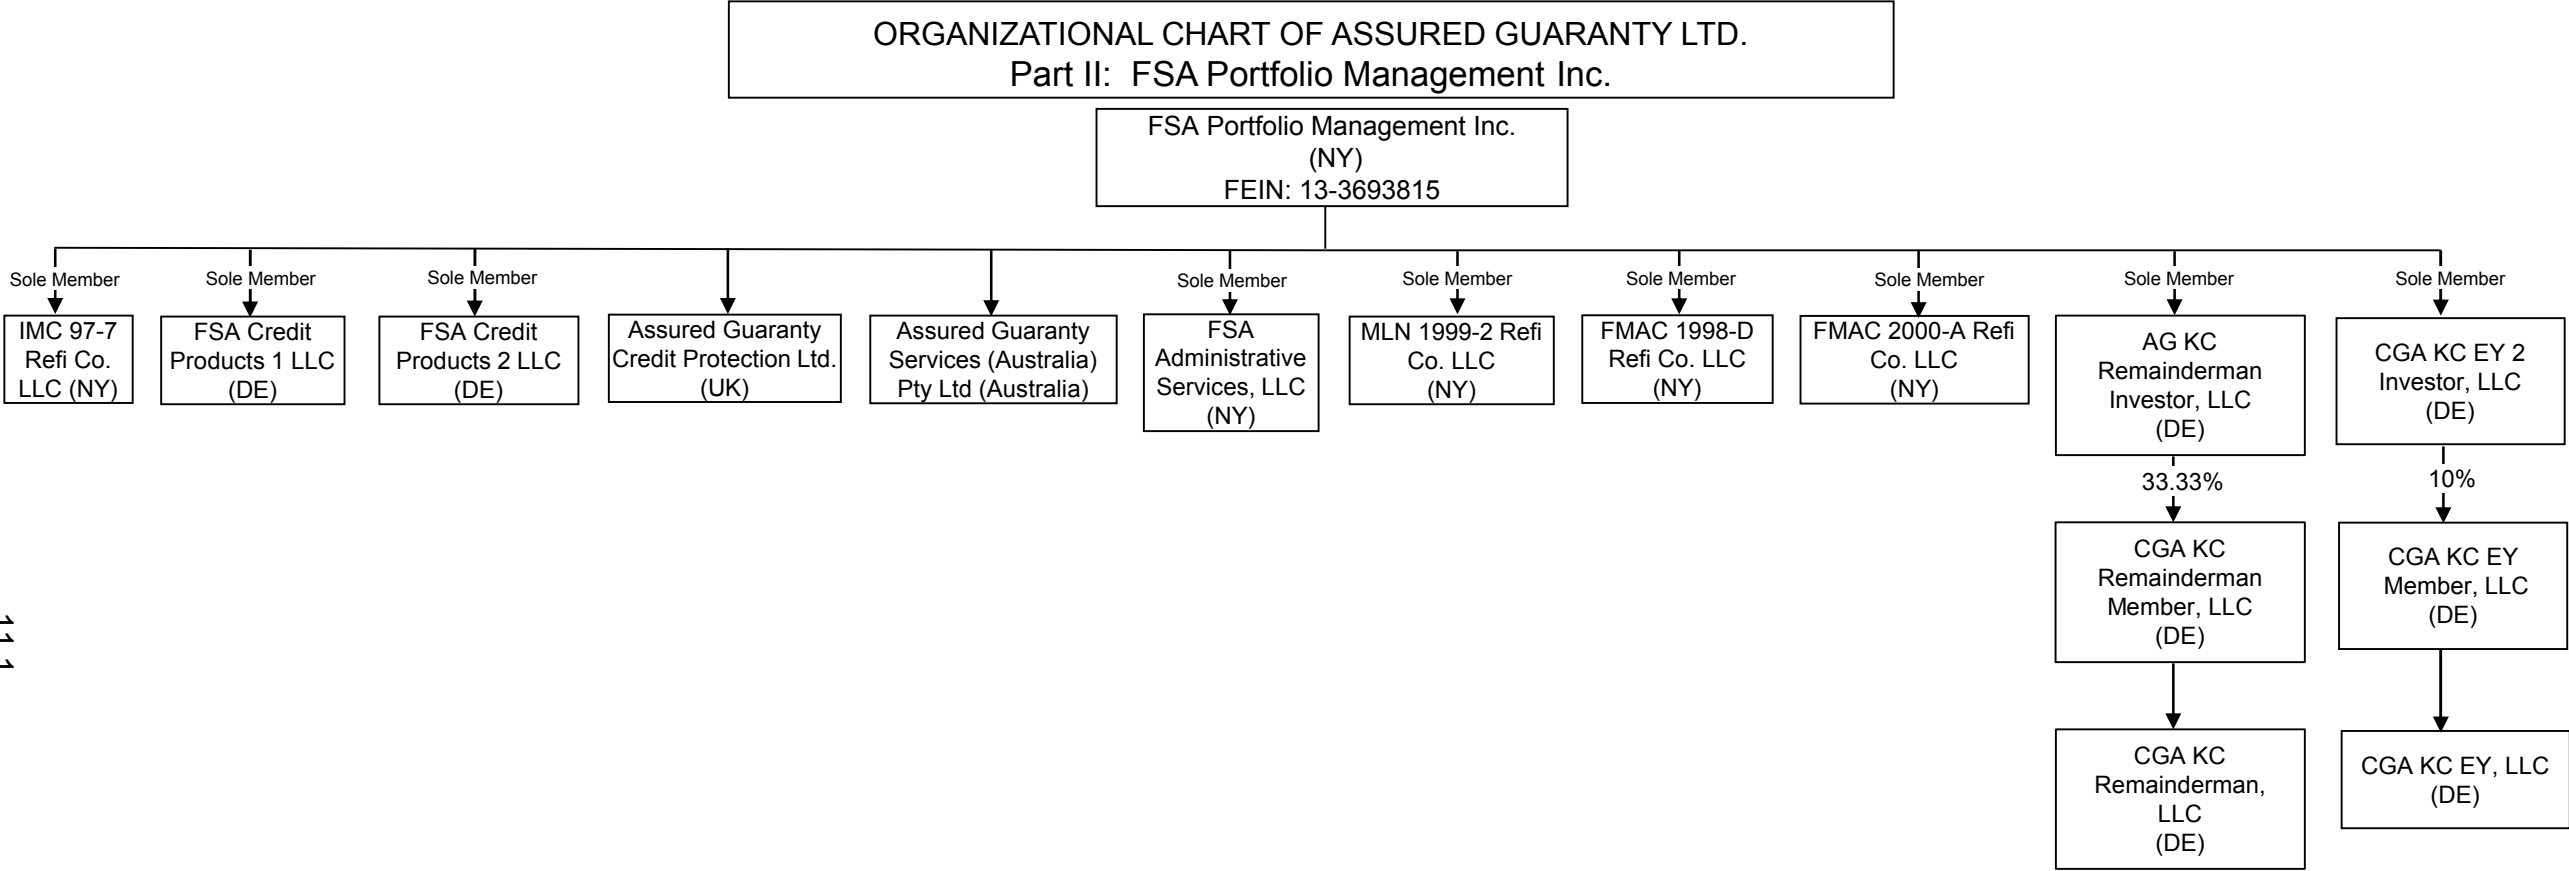 ORGANIZATIONAL CHART OF ASSURED GUARANTY LTD.
Part II: FSA Portfolio Management Inc.
FSA Portfolio Management Inc.
(NY)
FEIN: 13-3693815
Sole Member
Sole Member
Sole Member
Sole Member
Sole Member
Sole Member
Sole Member
Sole Member
Sole Member
IMC 97-7
Refi Co.
LLC (NY)
FSA Credit
Products 1 LLC
(DE)
FSA Credit
Products 2 LLC
(DE)
Assured Guaranty
Credit Protection Ltd.
(UK)
Assured Guaranty
Services (Australia)
Pty Ltd (Australia)
FSA
Administrative
Services, LLC
(NY)
MLN 1999-2 Refi
Co. LLC
(NY)
FMAC 1998-D
Refi Co. LLC
(NY)
FMAC 2000-A Refi
Co. LLC
(NY)
AG KC
Remainderman
Investor, LLC
(DE)
CGA KC EY 2
Investor, LLC
(DE)
33.33%
10%
CGA KC
Remainderman
Member, LLC
(DE)
CGA KC EY
Member, LLC
(DE)
CGA KC
Remainderman,
LLC
(DE)
CGA KC EY, LLC
(DE)